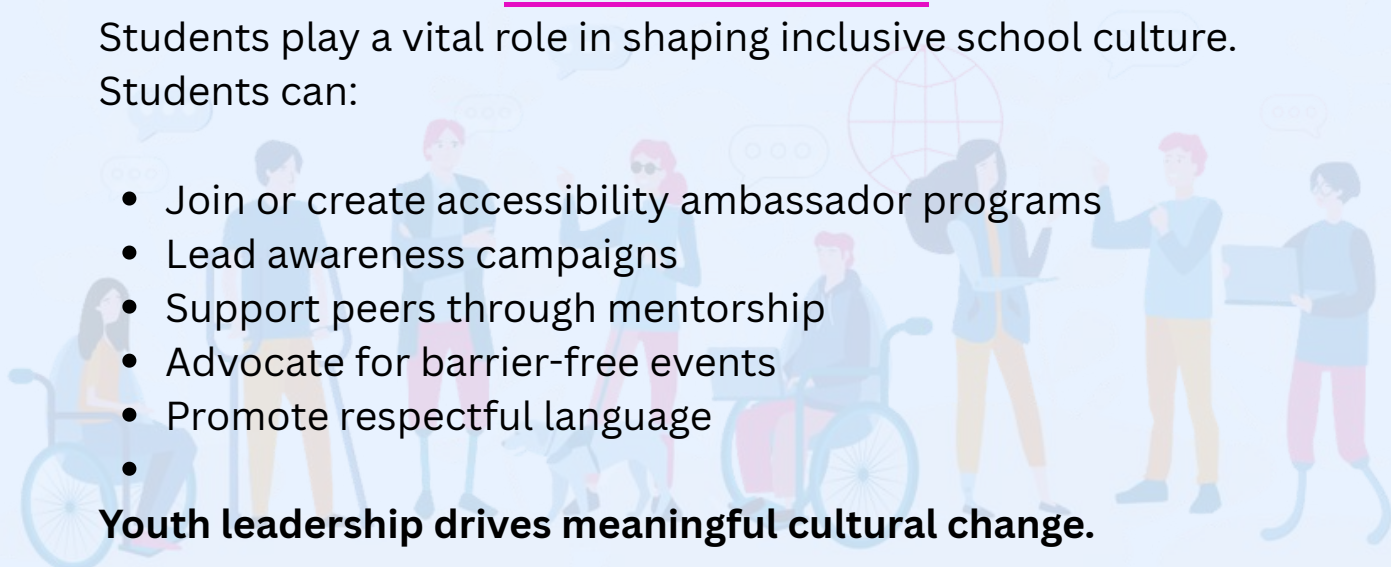 Students play a vital role in shaping inclusive school culture.
Students can:
• Join or create accessibility ambassador programs
• Lead awareness campaigns
• Support peers through mentorship
• Advocate for barrier-free events
• Promote respectful language
•
Youth leadership drives meaningful cultural change.